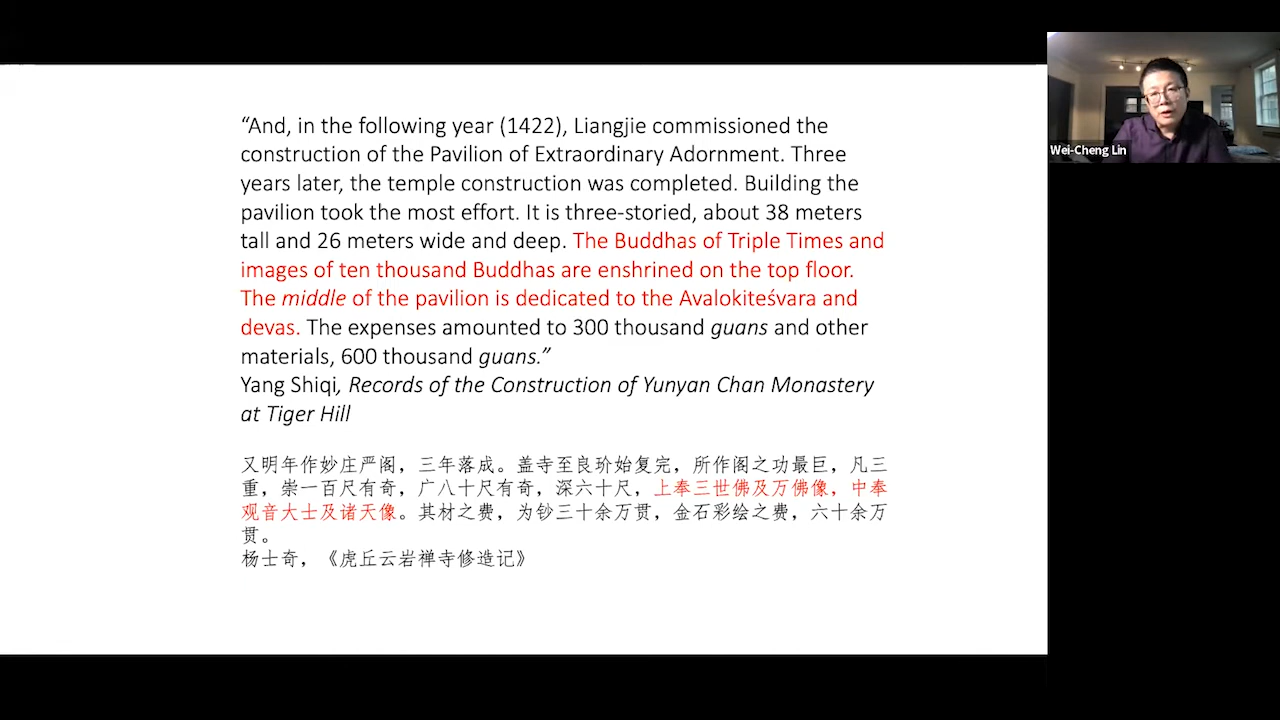 “And, in the following year (1422), Liangjie commissioned the
construction of the Pavilion of Extraordinary Adornment. Three
years later, the temple construction was completed. Building the
pavilion took the most effort. It is three-storied, about 38 meters
tall and 26 meters wide and deep. The Buddhas of Triple Times and
images of ten thousand Buddhas are enshrined on the top floor.
The middle of the pavilion is dedicated to the Avalokiteśvara and
devas. The expenses amounted to 300 thousand guans and other
materials, 600 thousand guans.”
Yang Shiqi, Records of the Construction of Yunyan Chan Monastery
at Tiger Hill
又明年作妙庄严阁，三年落成。盖寺至良玠始复完，所作阁之功最巨，凡三
重，崇一百尺有奇，广八十尺有奇，深六十尺，上奉三世佛及万佛像，中奉
观音大士及诸天像。其材之费，为钞三十余万贯，金石彩绘之费，六十余万
贯。
杨士奇，《虎丘云岩禅寺修造记》
Wei-Cheng Lin